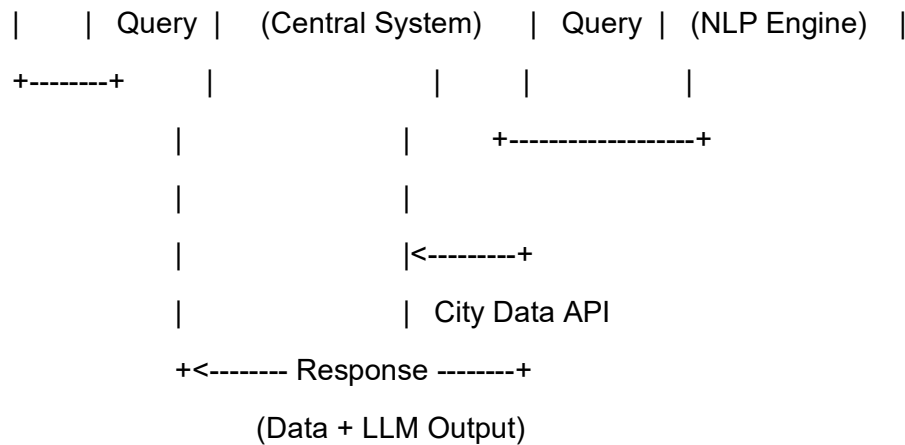 |        |  Query  |    (Central System)      |  Query  |  (NLP Engine)    |
+--------+        |                      |        |               |
|                      |        +--------------------+
|                      |
|                      |<---------+
|                      |   City Data API
+<-------- Response --------+
(Data + LLM Output)